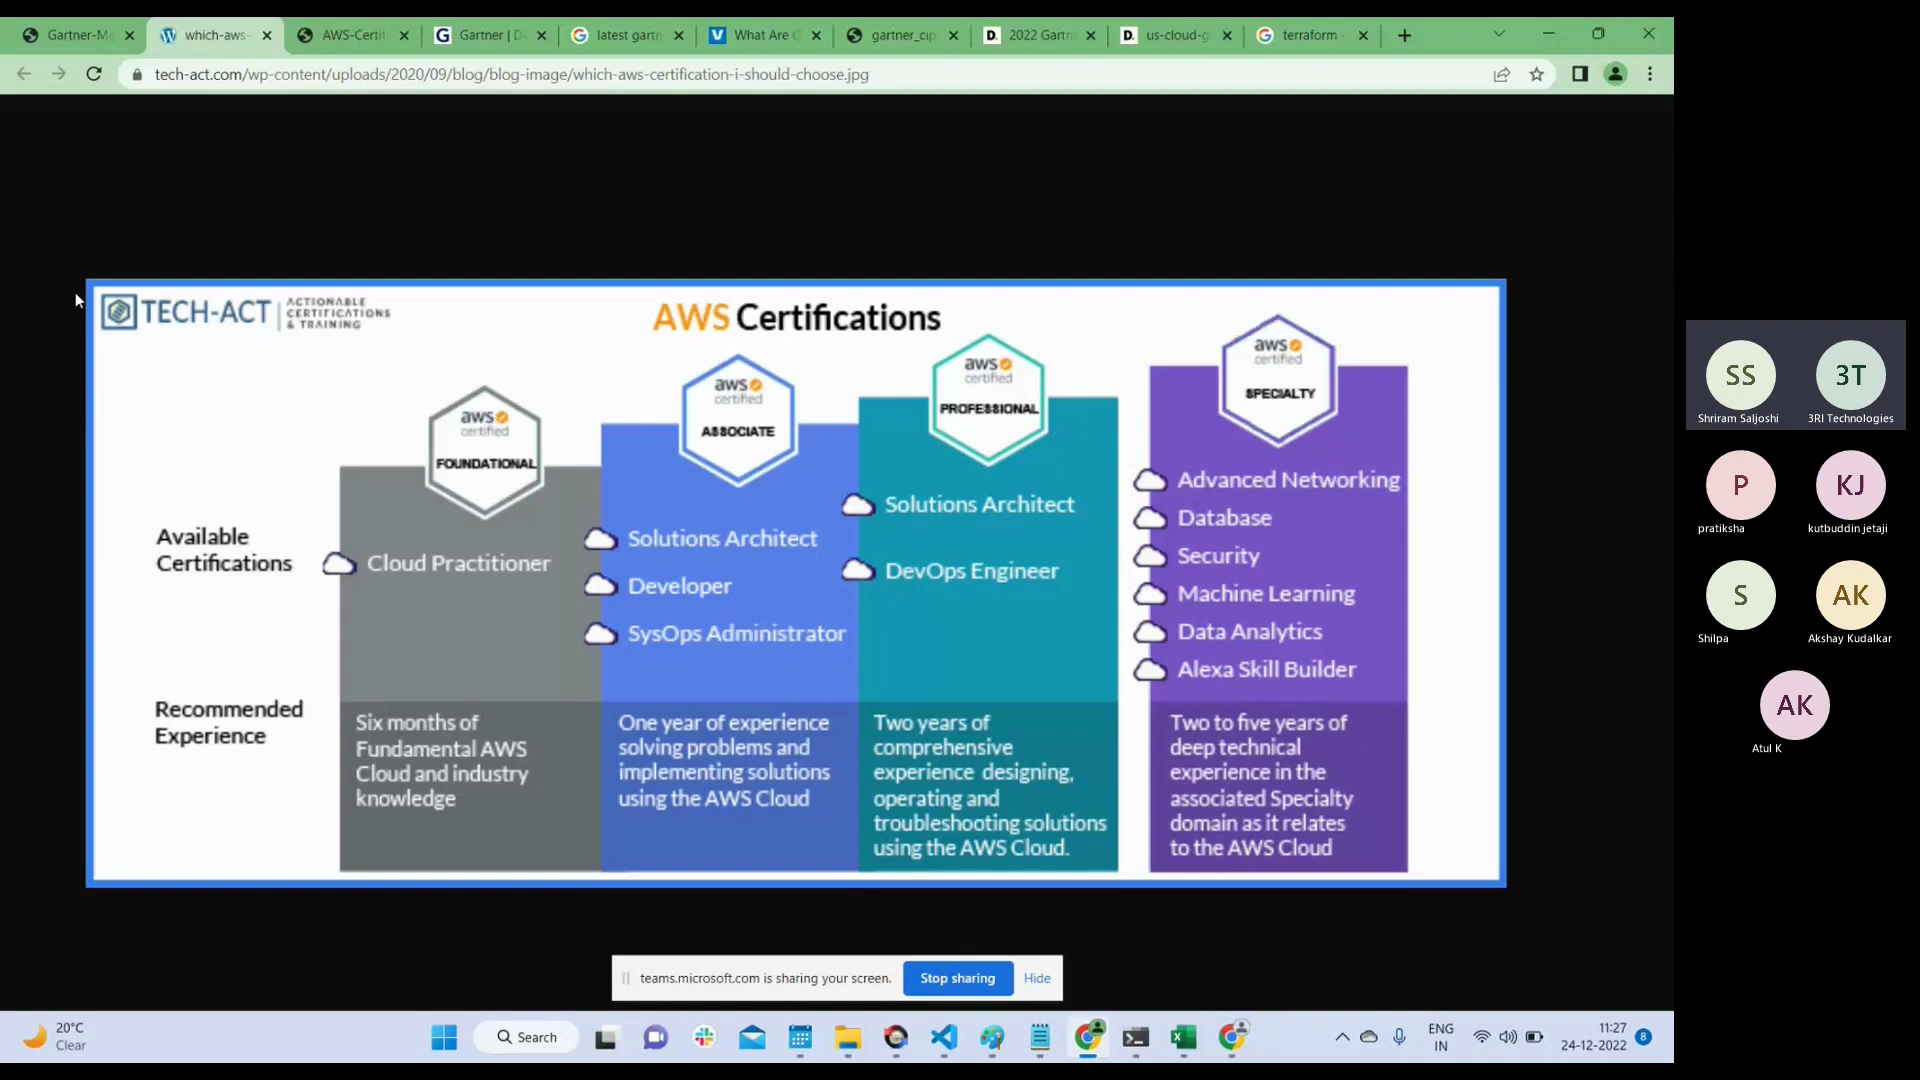 Gartner-M
which-aws-
AWS-Certi
Gartner | D
latest gart
What Are
gartner_ci
2022 Gart
us-cloud-g
terraform -
tech-act.com/wp-content/uploads/2020/09/blog/blog-image/which-aws-certification-i-should-choose.jpg
TECH-ACT
ACTIONABLE
CERTIFICATIONS
& TRAINING
AWS Certifications
aws
certified
FOUNDATIONAL
aws
certified
ASSOCIATE
aws
certified
PROFESSIONAL
aws
certified
SPECIALTY
Available
Certifications
Cloud Practitioner
Solutions Architect
Developer
SysOps Administrator
Solutions Architect
DevOps Engineer
Advanced Networking
Database
Security
Machine Learning
Data Analytics
Alexa Skill Builder
Recommended
Experience
Six months of
Fundamental AWS
Cloud and industry
knowledge
One year of experience
solving problems and
implementing solutions
using the AWS Cloud
Two years of
comprehensive
experience designing,
operating and
troubleshooting solutions
using the AWS Cloud.
Two to five years of
deep technical
experience in the
associated Specialty
domain as it relates
to the AWS Cloud
SS
Shriram Saljoshi
3T
3RI Technologies
P
pratiksha
KJ
kutbuddin jetaji
S
Shilpa
AK
Akshay Kudalkar
AK
Atul K
teams.microsoft.com is sharing your screen.
Stop sharing
Hide
20°C
Clear
Search
ENG
IN
11:27
24-12-2022
8